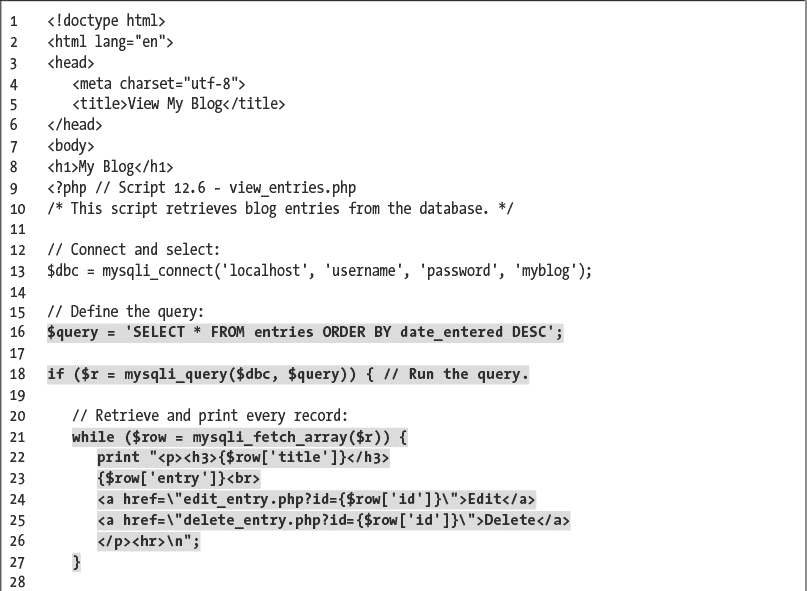 1 <!doctype html>
2 <html lang="en">
3 <head>
4 <meta charset="utf-8">
5 <title>View My Blog</title>
6 </head>
7 <body>
8 <h1>My Blog</h1>
9 <?php // Script 12.6 - view_entries.php
10 /* This script retrieves blog entries from the database. */
11
12 // Connect and select:
13 $dbc = mysqli_connect('localhost', 'username', 'password', 'myblog');
14
15 // Define the query:
16 $query = 'SELECT * FROM entries ORDER BY date_entered DESC';
17
18 if ($r = mysqli_query($dbc, $query)) { // Run the query.
19
20 // Retrieve and print every record:
21 while ($row = mysqli_fetch_array($r)) {
22 print "<p><h3>{$row['title']}</h3>
23 {$row['entry']}<br>
24 <a href=\"edit_entry.php?id={$row['id']}\">Edit</a>
25 <a href=\"delete_entry.php?id={$row['id']}\">Delete</a>
26 </p><hr>\n";
27 }
28